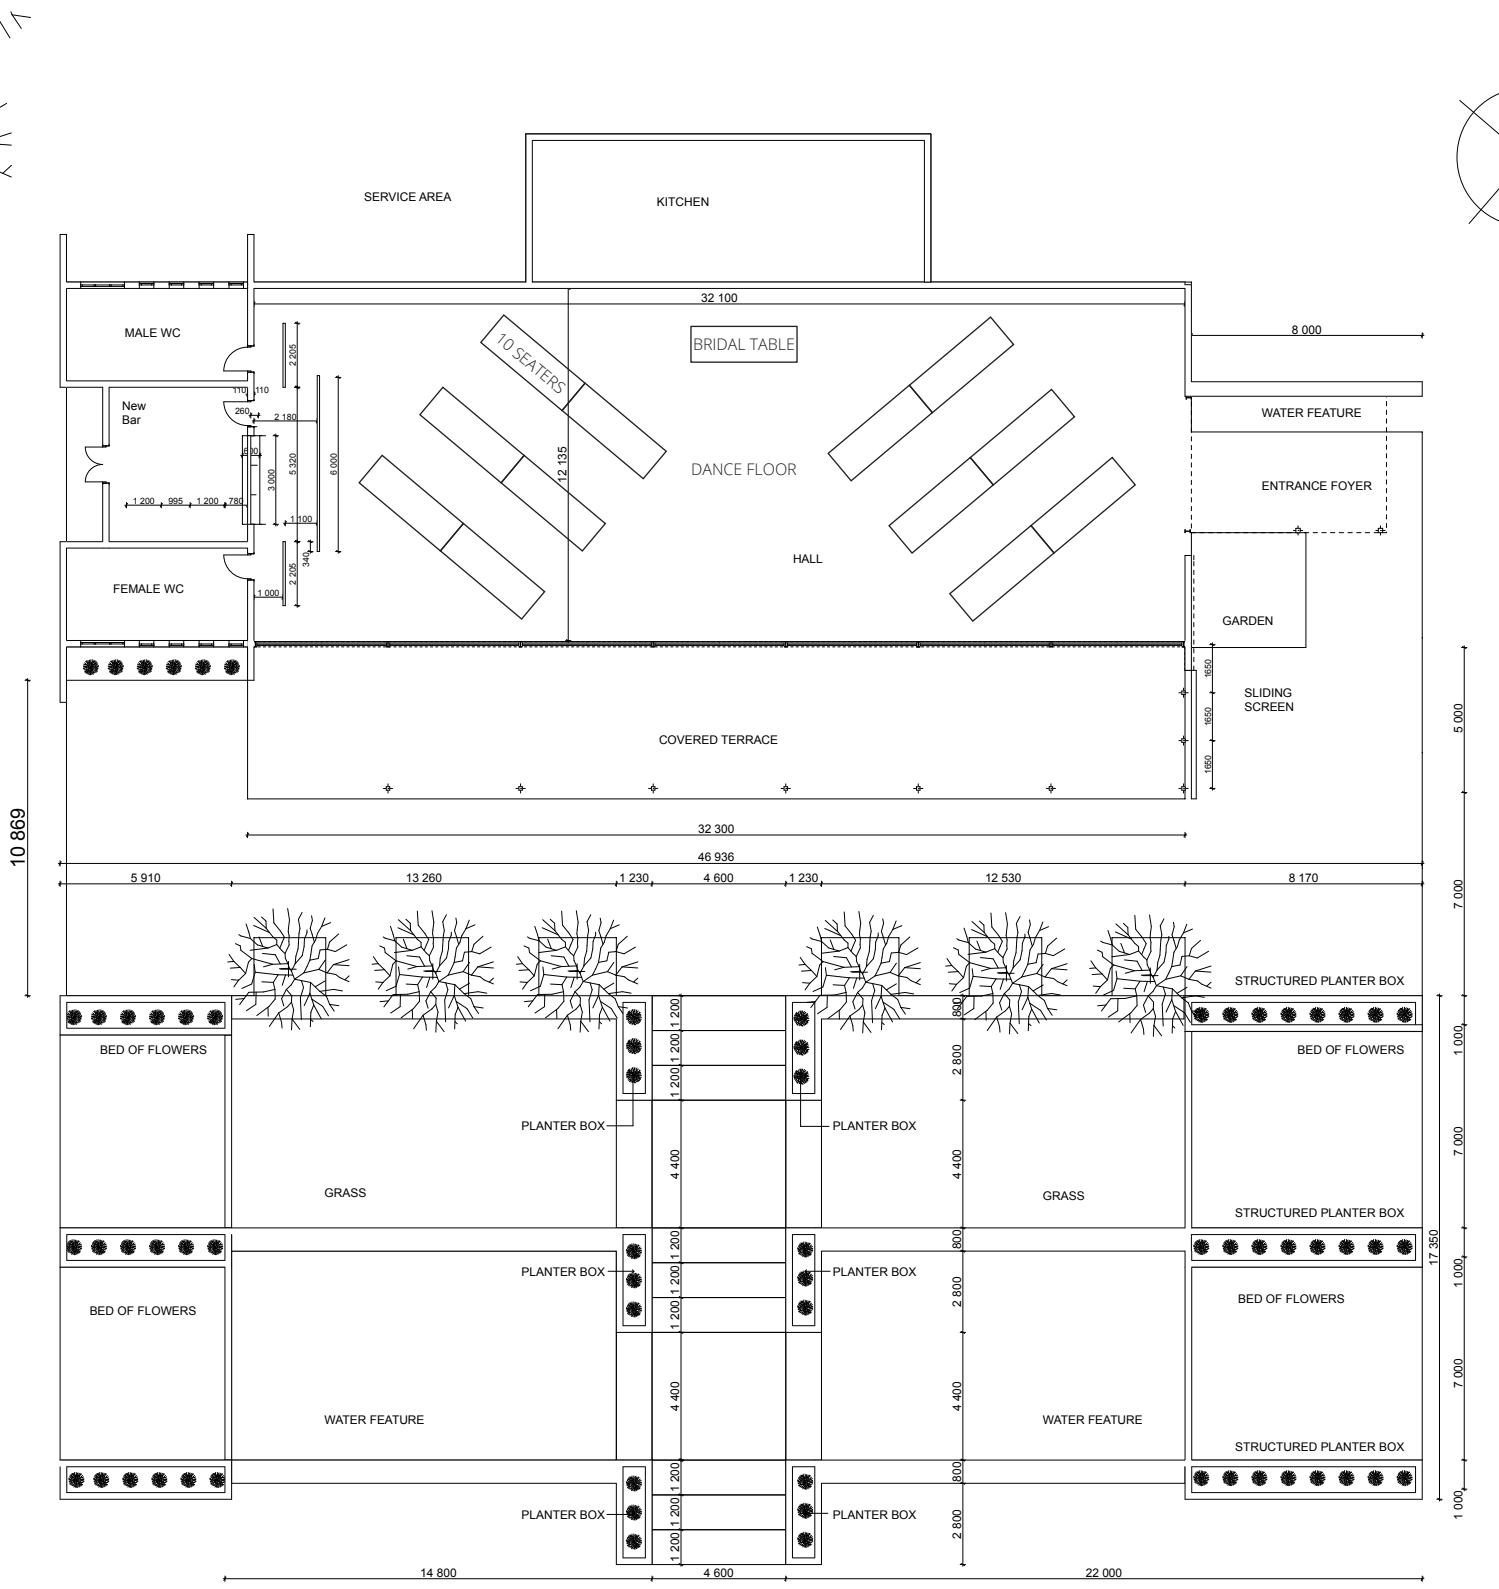 SERVICE AREA
KITCHEN
32 100
MALE WC
8 000
10 SEATERS
BRIDAL TABLE
2 205
110
110
New
Bar
260
2 180
WATER FEATURE
600
3 000
5 320
6 000
12 135
DANCE FLOOR
ENTRANCE FOYER
1 200
995
1 200
780
1 100
340
HALL
2 205
FEMALE WC
1 000
GARDEN
1650
SLIDING
SCREEN
1650
5 000
COVERED TERRACE
1650
10 869
32 300
46 936
5 910
13 260
1 230
4 600
1 230
12 530
8 170
7 000
STRUCTURED PLANTER BOX
1 200
800
BED OF FLOWERS
1 200
2 800
BED OF FLOWERS
1 000
1 200
PLANTER BOX
PLANTER BOX
4 400
4 400
7 000
GRASS
GRASS
STRUCTURED PLANTER BOX
1 200
800
17 350
PLANTER BOX
1 200
PLANTER BOX
2 800
1 000
BED OF FLOWERS
1 200
BED OF FLOWERS
4 400
4 400
7 000
WATER FEATURE
WATER FEATURE
STRUCTURED PLANTER BOX
1 200
800
PLANTER BOX
1 200
PLANTER BOX
2 800
1 000
1 200
14 800
4 600
22 000